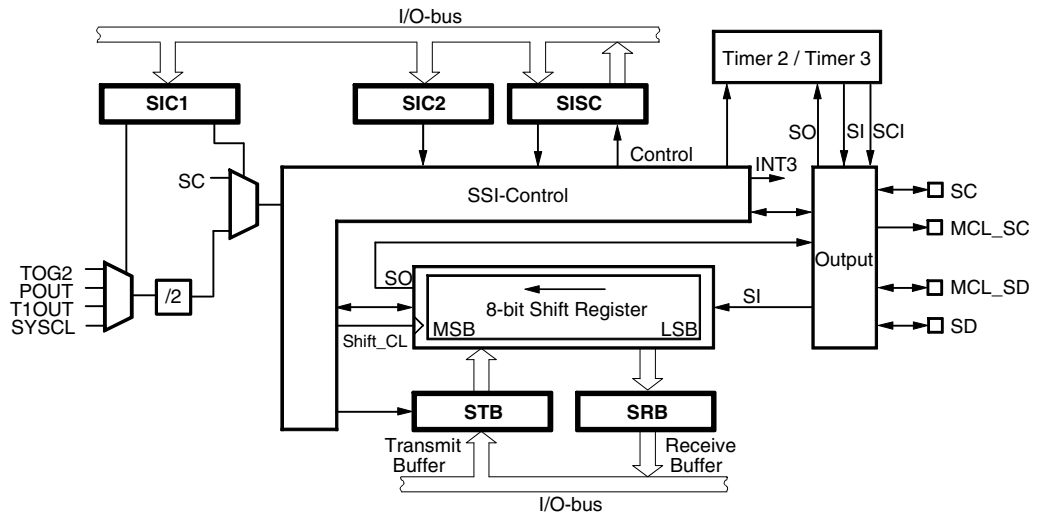 I/O-bus
Timer 2 / Timer 3
SIC1
SIC2
SISC
SO
SI
SCI
Control
INT3
SC
SSI-Control
SC
MCL_SC
Output
TOG2
POUT
T1OUT
SYSCL
/2
SO
SI
8-bit Shift Register
MSB
LSB
Shift_CL
MCL_SD
SD
STB
SRB
Transmit
Buffer
Receive
Buffer
I/O-bus